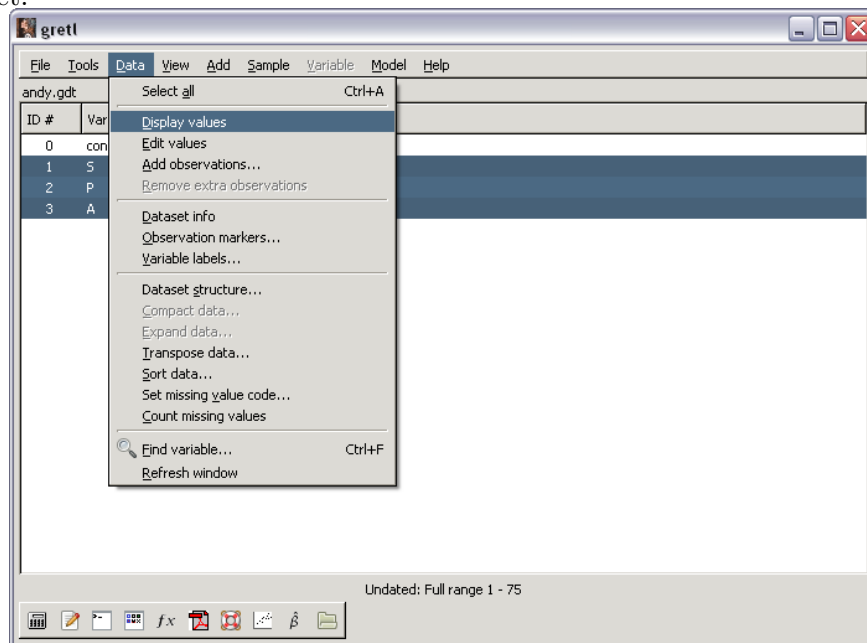 gretl
File Tools Data View Add Sample Variable Model Help
andy.gdt
ID # Var
0 con
1 S
2 P
3 A
Select all Ctrl+A
Display values
Edit values
Add observations...
Remove extra observations
Dataset info
Observation markers...
Variable labels...
Dataset structure...
Compact data...
Expand data...
Transpose data...
Sort data...
Set missing value code...
Count missing values
Find variable... Ctrl+F
Refresh window
Undated: Full range 1 - 75
fx β̂